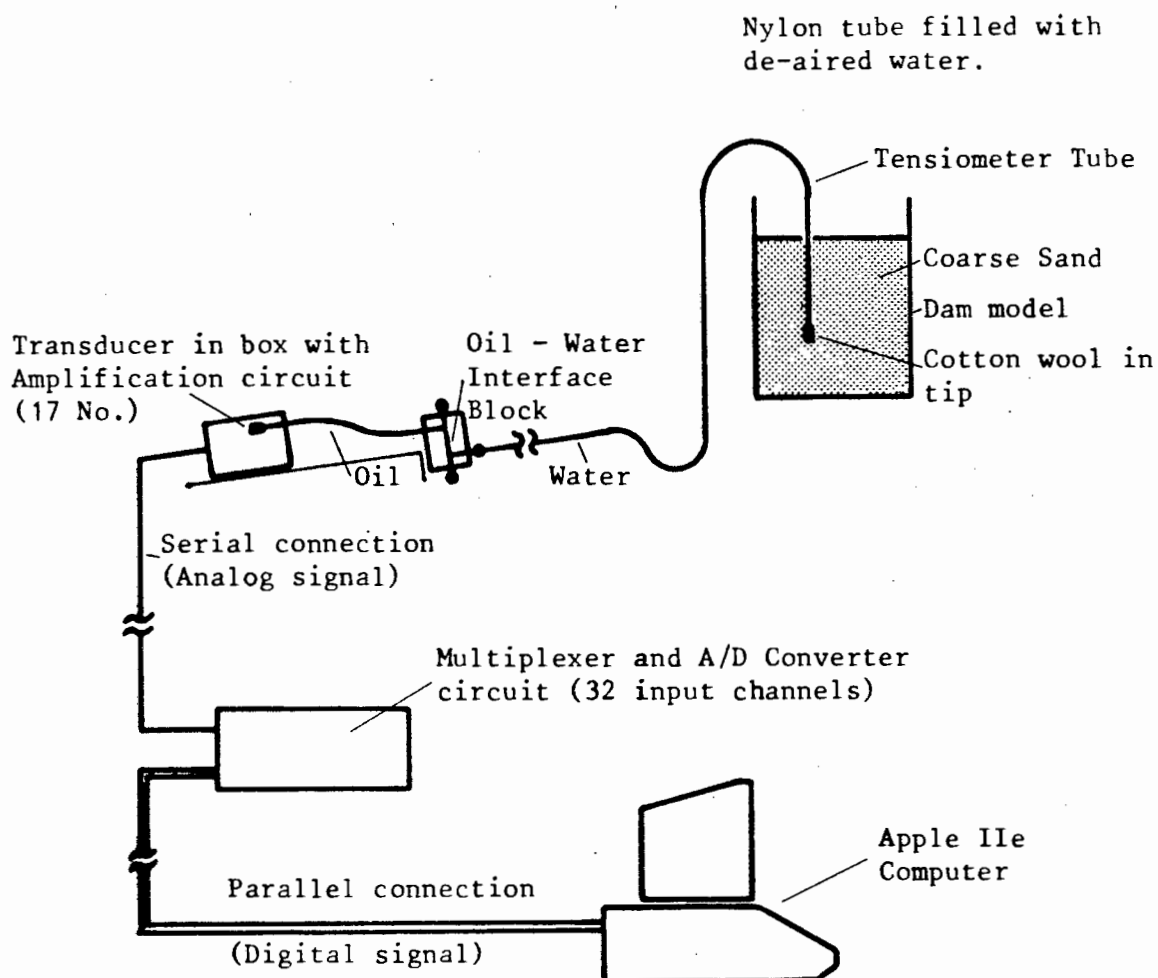 Nylon tube filled with
de-aired water.
Tensiometer Tube
Coarse Sand
Dam model
Cotton wool in
tip
Transducer in box with
Amplification circuit
(17 No.)
Oil - Water
Interface
Block
Oil
Water
Serial connection
(Analog signal)
Multiplexer and A/D Converter
circuit (32 input channels)
Apple IIe
Computer
Parallel connection
(Digital signal)